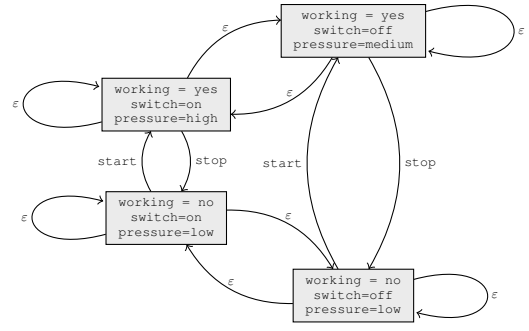 working = yes
switch=off
pressure=medium
ε
ε
working = yes
switch=on
pressure=high
ε
ε
start
stop
start
stop
working = no
switch=on
pressure=low
ε
ε
working = no
switch=off
pressure=low
ε
ε